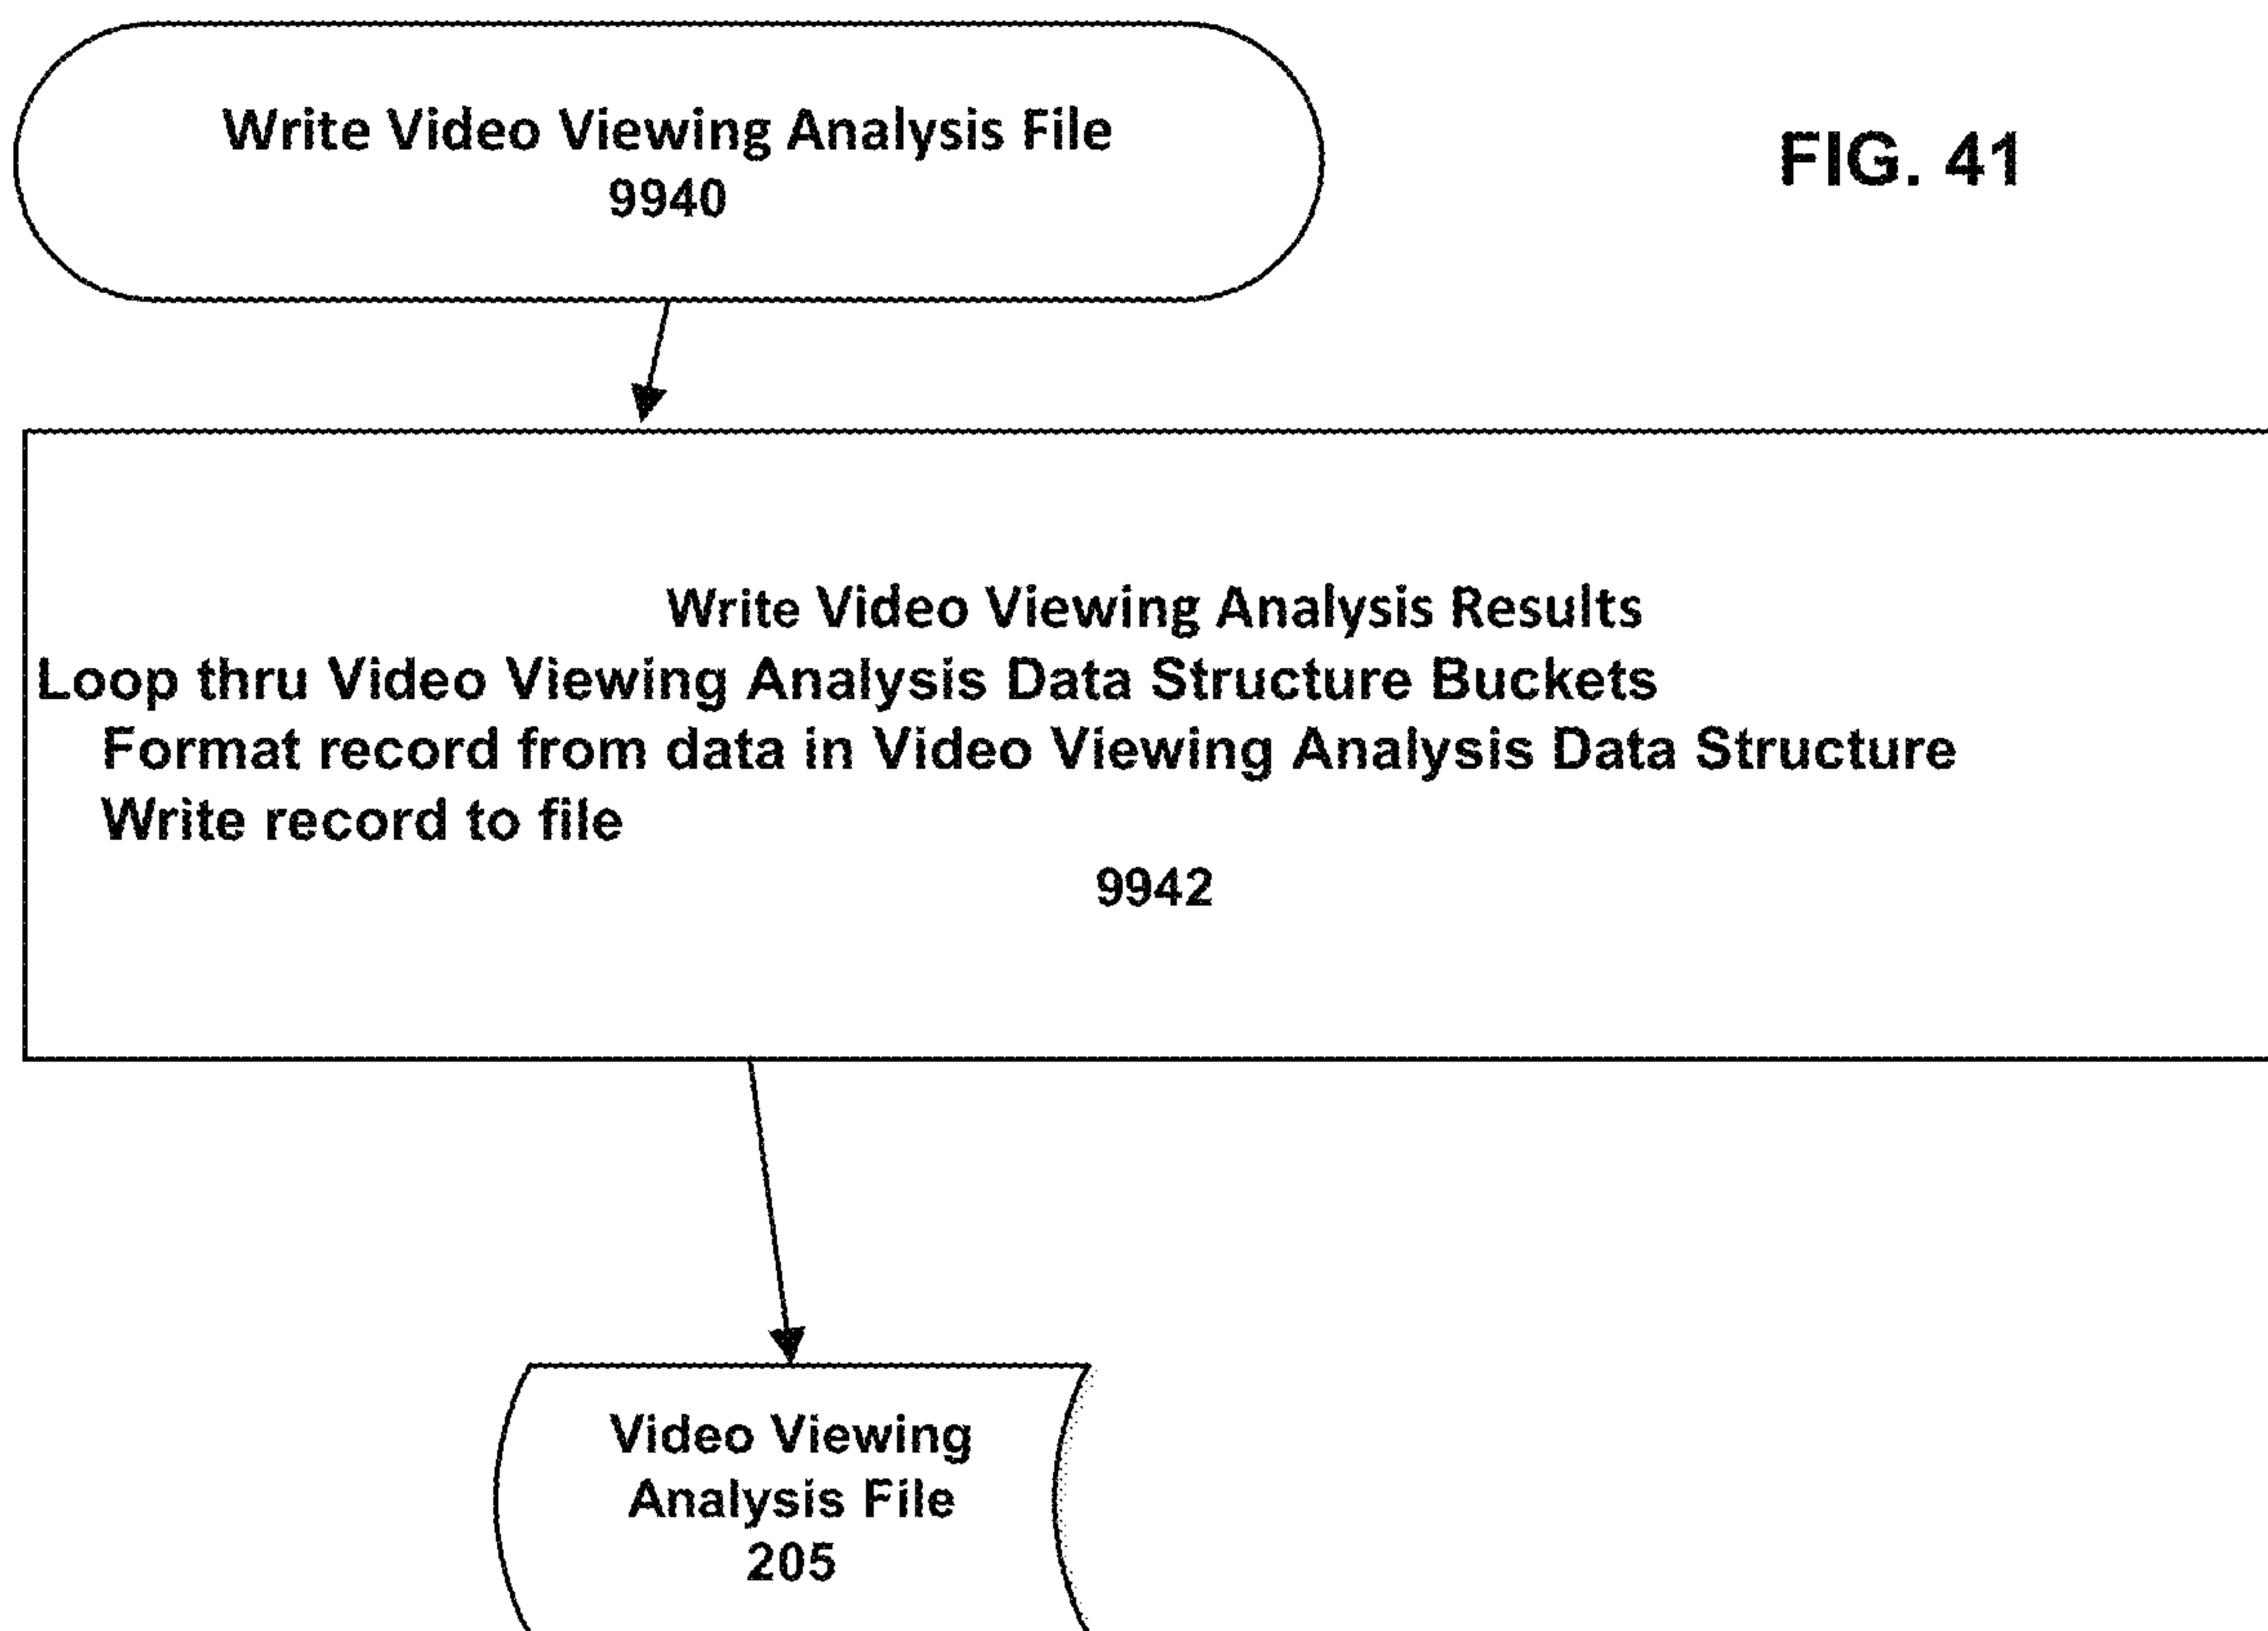 Write Video Viewing Analysis File
9940
FIG. 41
Write Video Viewing Analysis Results
Loop thru Video Viewing Analysis Data Structure Buckets
Format record from data in Video Viewing Analysis Data Structure
Write record to file
9942
Video Viewing
Analysis File
205